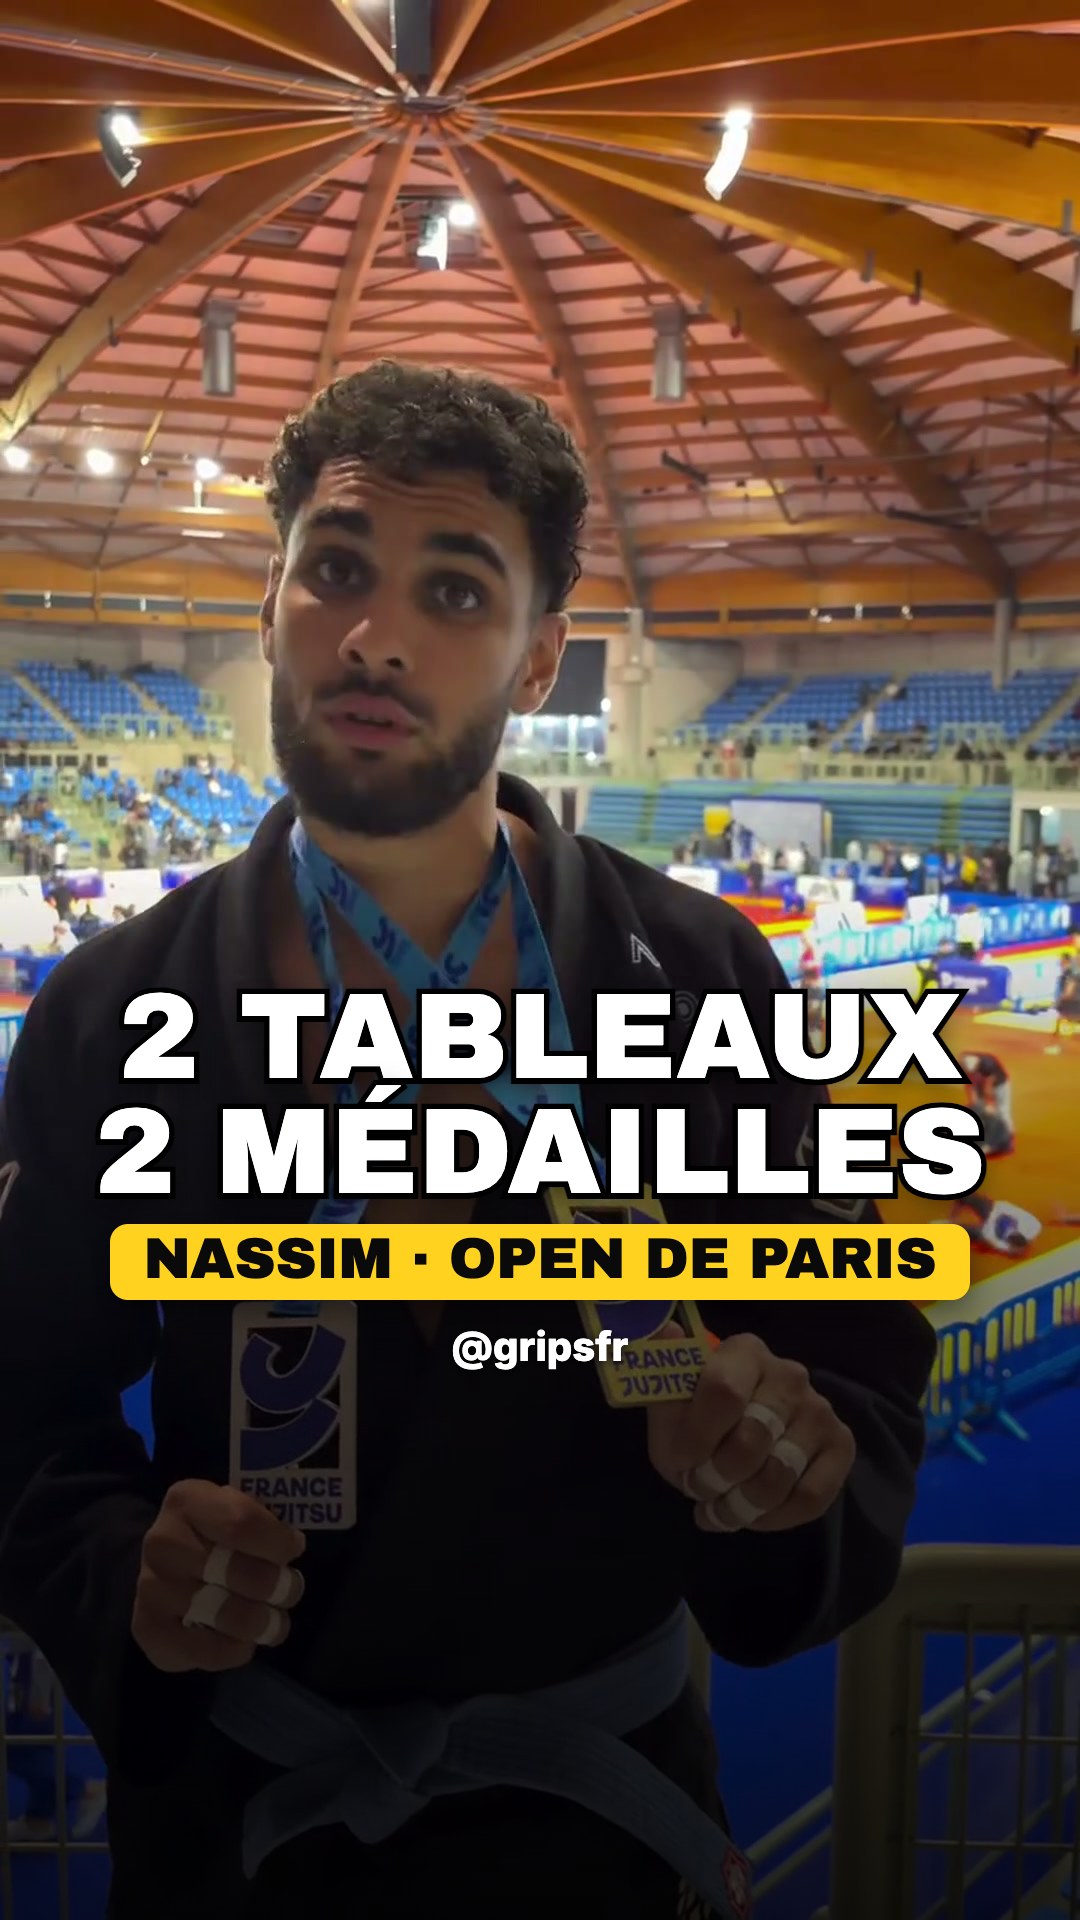 2 TABLEAUX
2 MÉDAILLES
NASSIM · OPEN DE PARIS
@gripsfr
FRANCE
JUJITSU
FRANCE
JUJITSU